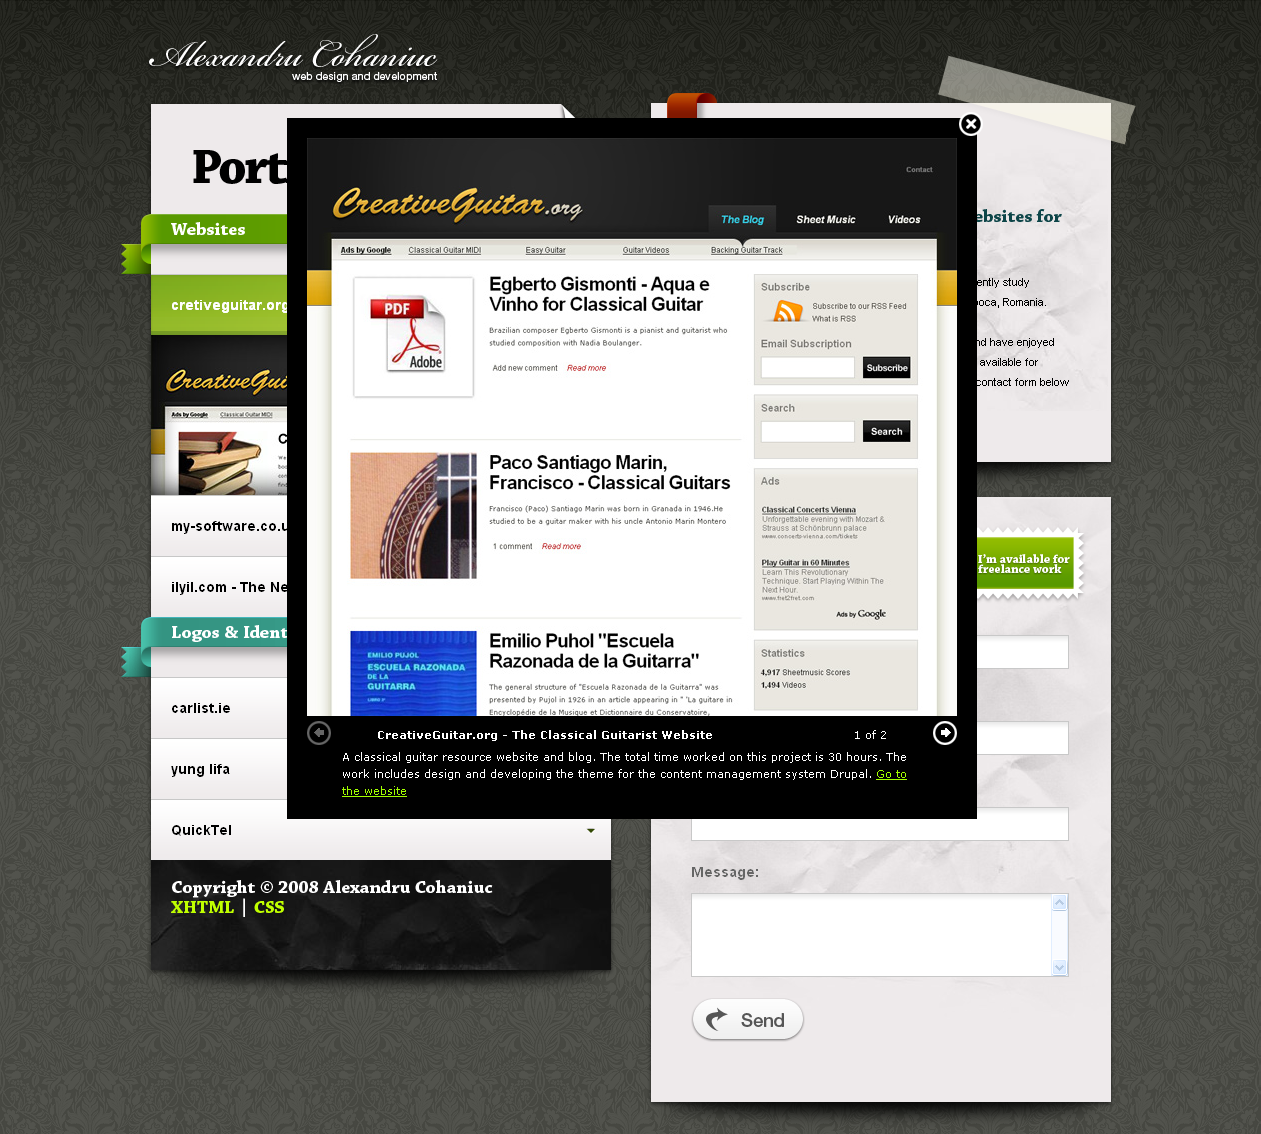 Alexandru Cohaniuc
web design and development
Port
Websites
cretiveguitar.org
CreativeGui
Ads by Google Classical Guitar MIDI
my-software.co.u
ilyil.com - The Ne
Logos & Ident
carlist.ie
yung lifa
QuickTel
Copyright © 2008 Alexandru Cohaniuc
XHTML | CSS
Contact
CreativeGuitar.org
The Blog Sheet Music Videos
Ads by Google Classical Guitar MIDI Easy Guitar Guitar Videos Backing Guitar Track
PDF
Adobe
Egberto Gismonti - Aqua e
Vinho for Classical Guitar
Brazilian composer Egberto Gismonti is a pianist and guitarist who
studied composition with Nadia Boulanger.
Add new comment Read more
Paco Santiago Marin,
Francisco - Classical Guitars
Francisco (Paco) Santiago Marin was born in Granada in 1946.He
studied to be a guitar maker with his uncle Antonio Marin Montero
1 comment Read more
EMILIO PUJOL
ESCUELA RAZONADA
DE LA
GUITARRA
LIBRO 2º
Emilio Puhol "Escuela
Razonada de la Guitarra"
The general structure of "Escuela Razonada de la Guitarra" was
presented by Pujol in 1926 in an article appearing in " 'La guitare in
Encyclopédie de la Musique et Dictionnaire du Conservatoire,
Subscribe
Subscribe to our RSS Feed
What is RSS
Email Subscription
Subscribe
Search
Search
Ads
Classical Concerts Vienna
Unforgettable evening with Mozart &
Strauss at Schönbrunn palace
www.concerts-vienna.com/tickets
Play Guitar in 60 Minutes
Learn This Revolutionary
Technique. Start Playing Within The
Next Hour.
www.fret2fret.com
Ads by Google
Statistics
4,917 Sheetmusic Scores
1,494 Videos
CreativeGuitar.org - The Classical Guitarist Website 1 of 2
A classical guitar resource website and blog. The total time worked on this project is 30 hours. The
work includes design and developing the theme for the content management system Drupal. Go to
the website
ebsites for
ently study
oca, Romania.
nd have enjoyed
available for
contact form below
I'm available for
freelance work
Message:
Send